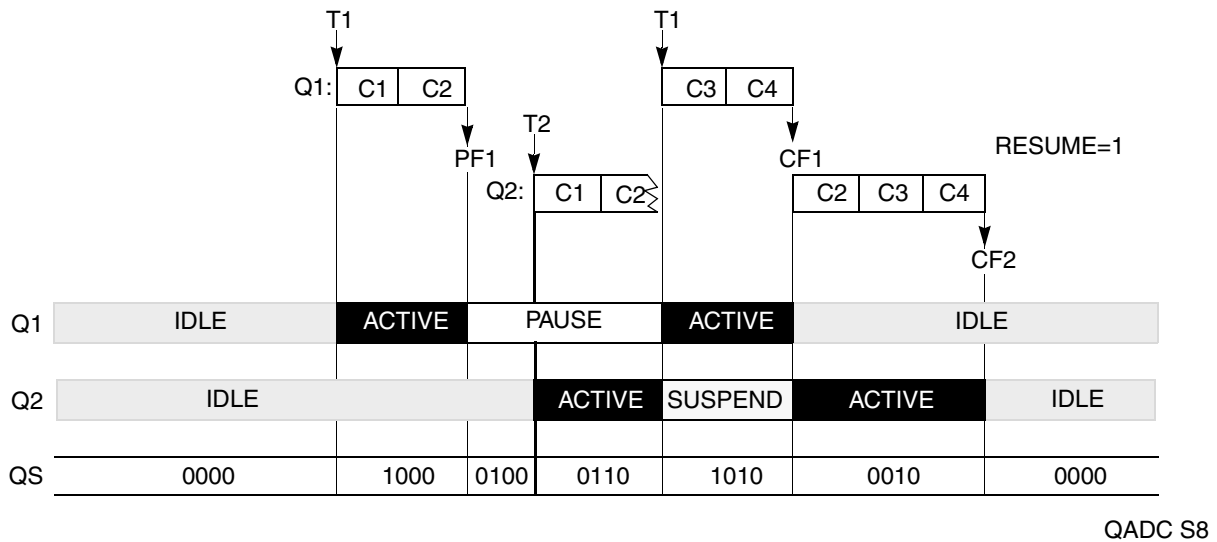 T1 T1
Q1: C1 C2 C3 C4
T2
PF1 CF1 RESUME=1
Q2: C1 C2 C2 C3 C4
CF2
Q1 IDLE ACTIVE PAUSE ACTIVE IDLE
Q2 IDLE ACTIVE SUSPEND ACTIVE IDLE
QS 0000 1000 0100 0110 1010 0010 0000
QADC S8